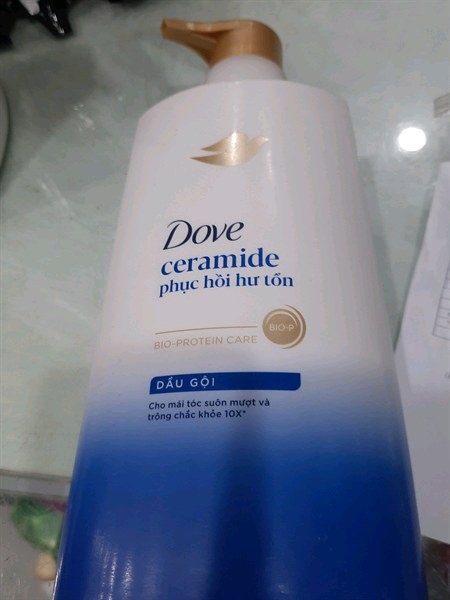 Dove
ceramide
phục hồi hư tổn
BIO-PROTEIN CARE
BIO-P
DẦU GỘI
Cho mái tóc suôn mượt và
trông chắc khỏe 10X*